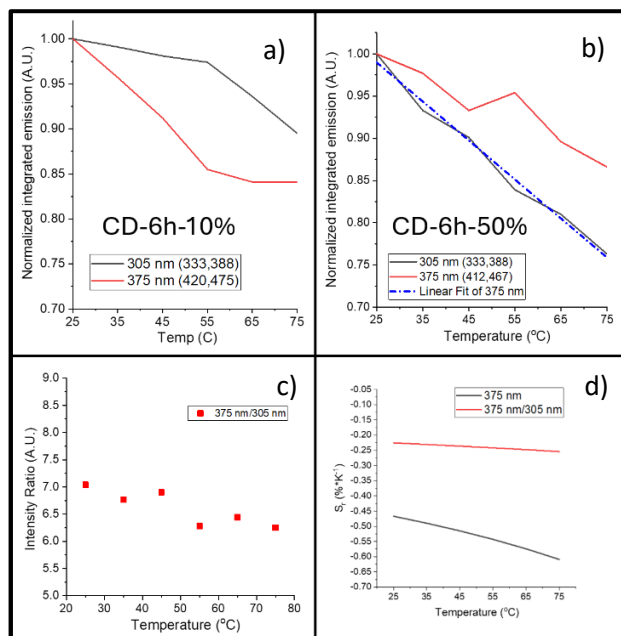 a)
1.00
0.95
0.90
0.85
0.80
0.75
0.70
Normalized integrated emission (A.U.)
CD-6h-10%
305 nm (333,388)
375 nm (420,475)
25 35 45 55 65 75
Temp (C)
b)
1.00
0.95
0.90
0.85
0.80
0.75
0.70
Normalized integrated emission (A.U.)
CD-6h-50%
305 nm (333,388)
375 nm (412,467)
Linear Fit of 375 nm
25 35 45 55 65 75
Temperature (°C)
c)
9.0
8.5
8.0
7.5
7.0
6.5
6.0
5.5
5.0
Intensity Ratio (A.U.)
375 nm/305 nm
20 30 40 50 60 70 80
Temperature (°C)
d)
-0.05
-0.10
-0.15
-0.20
-0.25
-0.30
-0.35
-0.40
-0.45
-0.50
-0.55
-0.60
-0.65
-0.70
Sr (%*K-1)
375 nm
375 nm/305 nm
25 35 45 55 65 75
Temperature (°C)